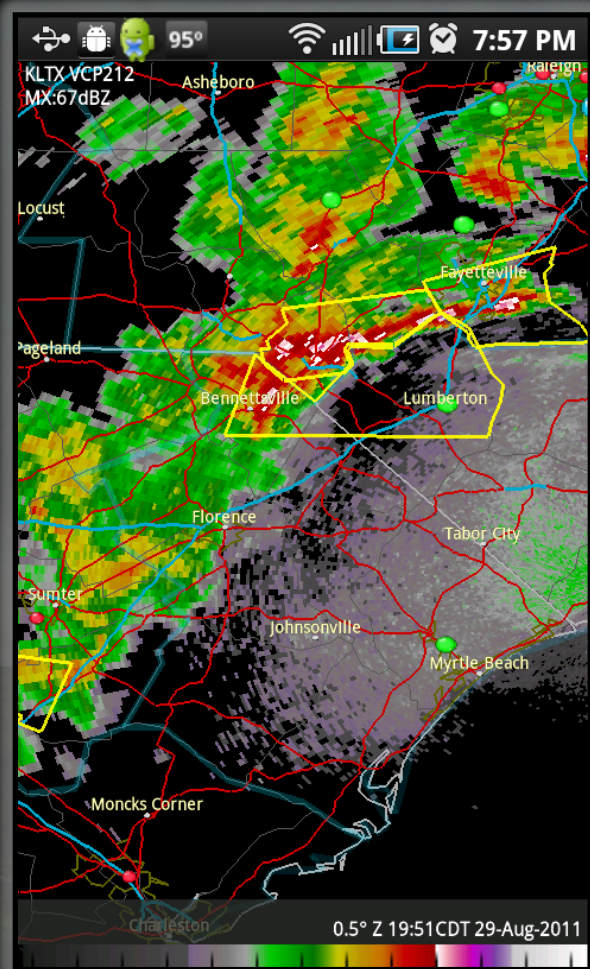 95° 7:57 PM
KLTX VCP212
MX:67dBZ
Raleigh
Asheboro
Locust
Fayetteville
Pageland
Bennettsville
Lumberton
Florence
Tabor City
Sumter
Johnsonville
Myrtle Beach
Moncks Corner
Charleston
0.5° Z 19:51CDT 29-Aug-2011